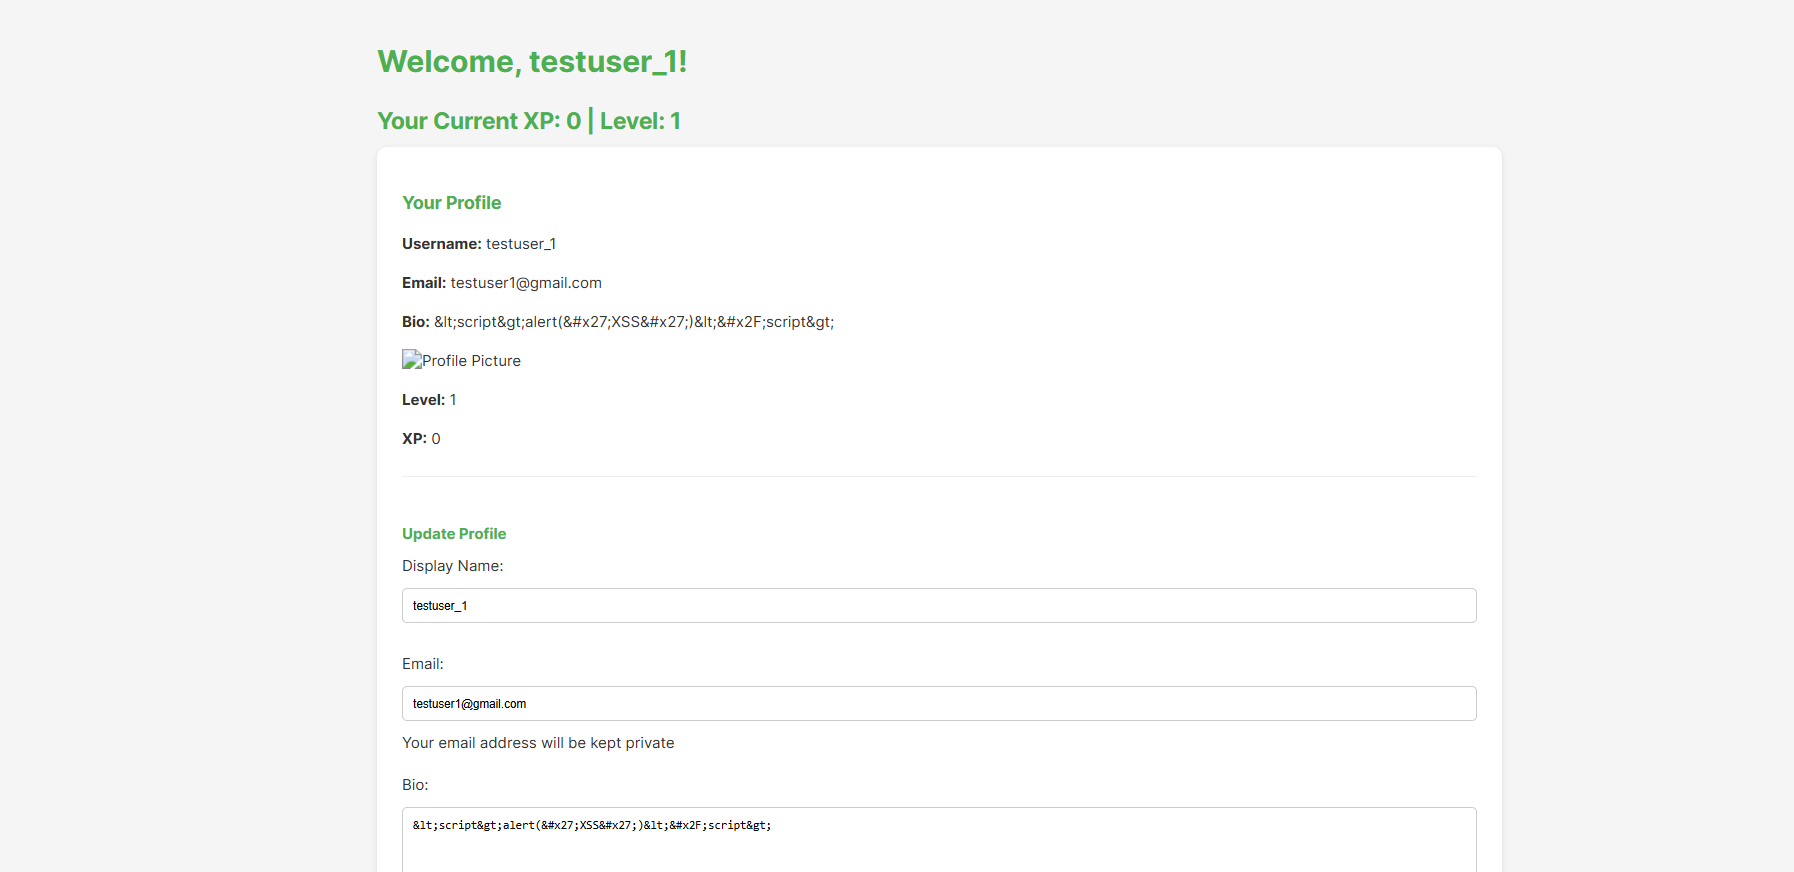 Welcome, testuser_1!
Your Current XP: 0 | Level: 1
Your Profile
Username: testuser_1
Email: testuser1@gmail.com
Bio: &lt;script&gt;alert(&#x27;XSS&#x27;)&lt;&#x2F;script&gt;
Profile Picture
Level: 1
XP: 0
Update Profile
Display Name:
testuser_1
Email:
testuser1@gmail.com
Your email address will be kept private
Bio:
&lt;script&gt;alert(&#x27;XSS&#x27;)&lt;&#x2F;script&gt;